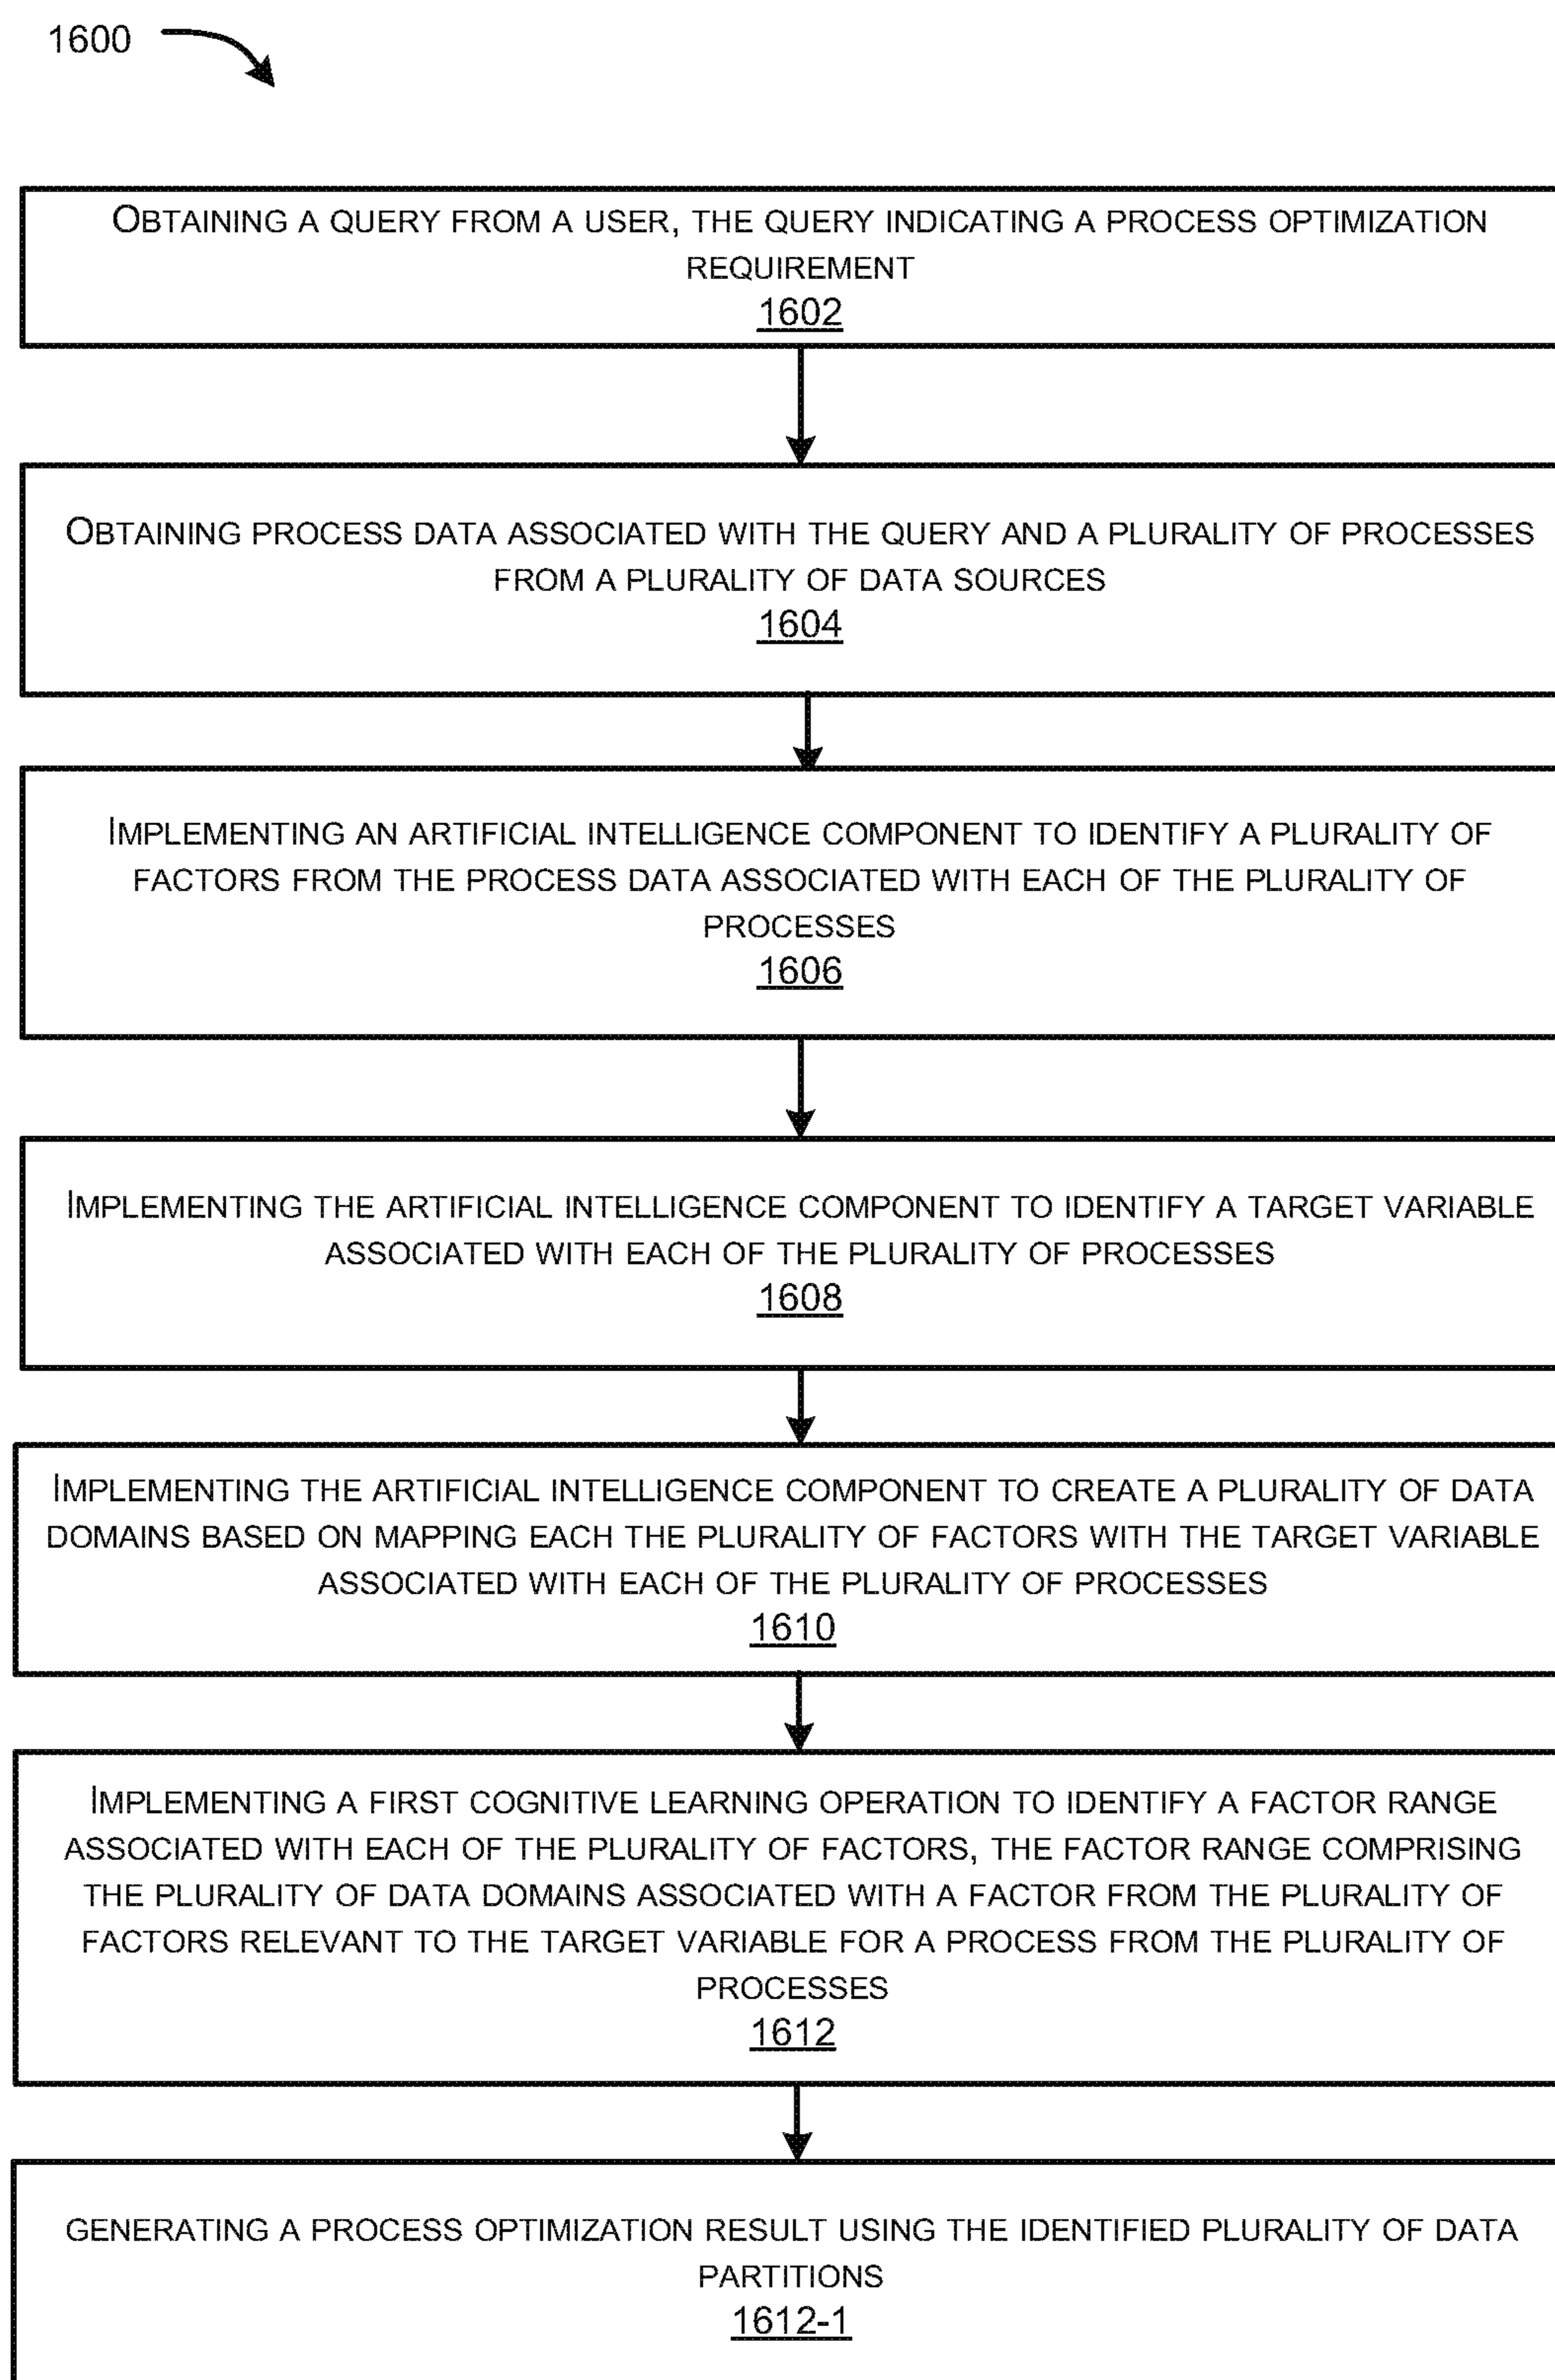 1600
OBTAINING A QUERY FROM A USER, THE QUERY INDICATING A PROCESS OPTIMIZATION
REQUIREMENT
1602
OBTAINING PROCESS DATA ASSOCIATED WITH THE QUERY AND A PLURALITY OF PROCESSES
FROM A PLURALITY OF DATA SOURCES
1604
IMPLEMENTING AN ARTIFICIAL INTELLIGENCE COMPONENT TO IDENTIFY A PLURALITY OF
FACTORS FROM THE PROCESS DATA ASSOCIATED WITH EACH OF THE PLURALITY OF
PROCESSES
1606
IMPLEMENTING THE ARTIFICIAL INTELLIGENCE COMPONENT TO IDENTIFY A TARGET VARIABLE
ASSOCIATED WITH EACH OF THE PLURALITY OF PROCESSES
1608
IMPLEMENTING THE ARTIFICIAL INTELLIGENCE COMPONENT TO CREATE A PLURALITY OF DATA
DOMAINS BASED ON MAPPING EACH THE PLURALITY OF FACTORS WITH THE TARGET VARIABLE
ASSOCIATED WITH EACH OF THE PLURALITY OF PROCESSES
1610
IMPLEMENTING A FIRST COGNITIVE LEARNING OPERATION TO IDENTIFY A FACTOR RANGE
ASSOCIATED WITH EACH OF THE PLURALITY OF FACTORS, THE FACTOR RANGE COMPRISING
THE PLURALITY OF DATA DOMAINS ASSOCIATED WITH A FACTOR FROM THE PLURALITY OF
FACTORS RELEVANT TO THE TARGET VARIABLE FOR A PROCESS FROM THE PLURALITY OF
PROCESSES
1612
GENERATING A PROCESS OPTIMIZATION RESULT USING THE IDENTIFIED PLURALITY OF DATA
PARTITIONS
1612-1